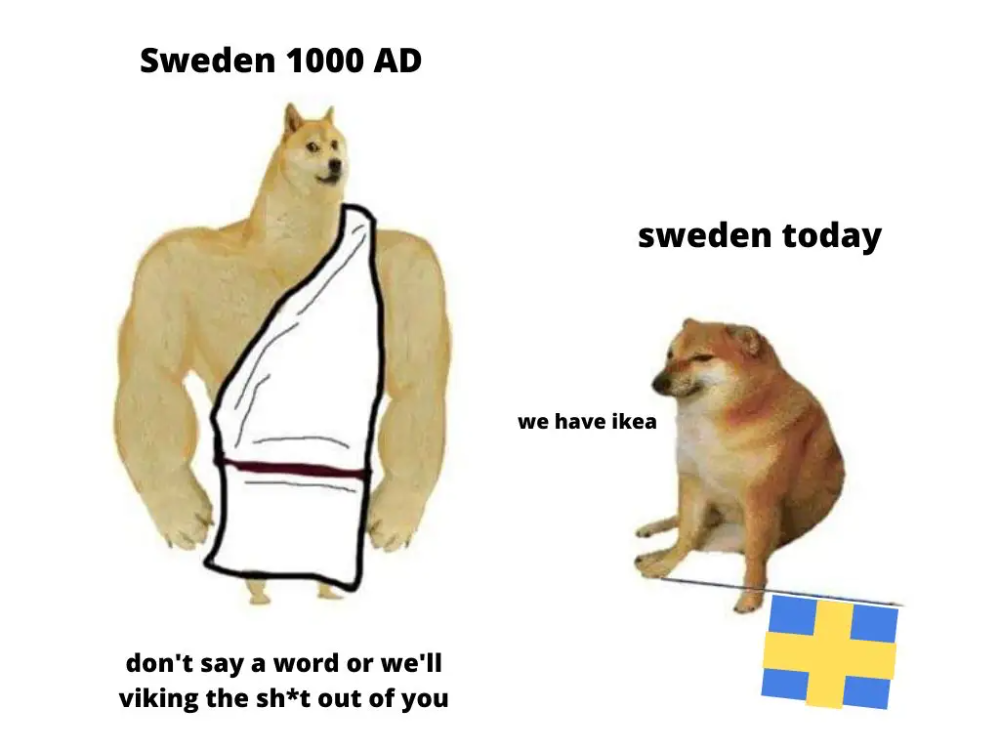 Sweden 1000 AD
sweden today
we have ikea
don't say a word or we'll
viking the sh*t out of you